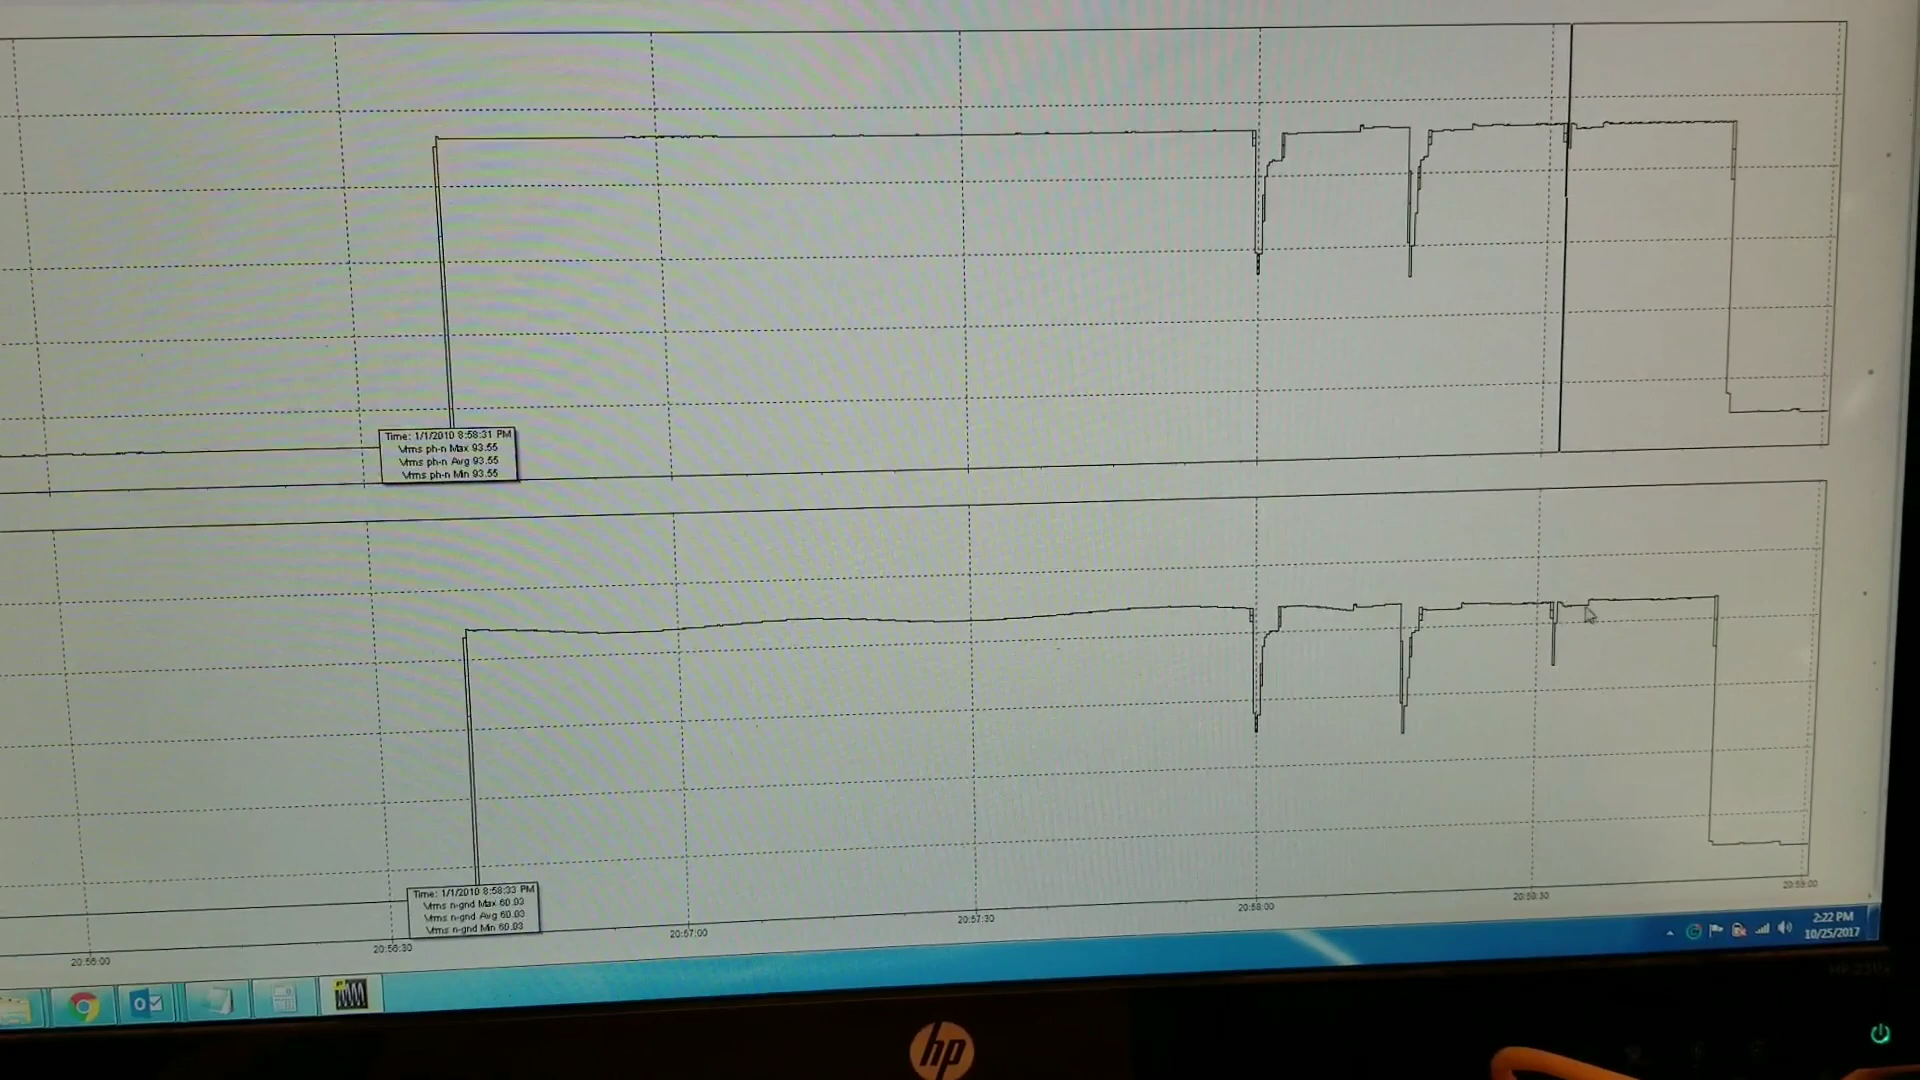 Time: 1/1/2010 8:58:31 PM
Vrms ph-n Max 93.55
Vrms ph-n Avg 93.55
Vrms ph-n Min 93.55
Time: 1/1/2010 8:58:33 PM
Vrms n-gnd Max 60.03
Vrms n-gnd Avg 60.03
Vrms n-gnd Min 60.03
20:56:00
20:56:30
20:57:00
20:57:30
20:58:00
20:58:30
20:59:00
2:22 PM
10/25/2017
hp